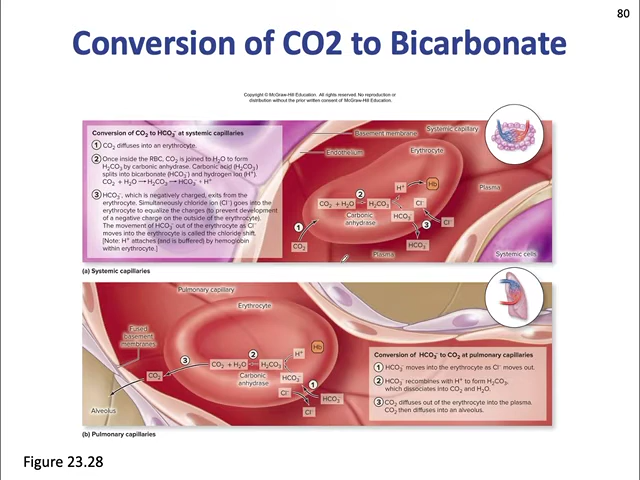 80
Conversion of CO2 to Bicarbonate
Copyright © McGraw-Hill Education. All rights reserved. No reproduction or
distribution without the prior written consent of McGraw-Hill Education.
Conversion of CO₂ to HCO₃⁻ at systemic capillaries
1 CO₂ diffuses into an erythrocyte.
2 Once inside the RBC, CO₂ is joined to H₂O to form
H₂CO₃ by carbonic anhydrase. Carbonic acid (H₂CO₃)
splits into bicarbonate (HCO₃⁻) and hydrogen ion (H⁺).
CO₂ + H₂O → H₂CO₃ → HCO₃⁻ + H⁺
3 HCO₃⁻, which is negatively charged, exits from the
erythrocyte. Simultaneously chloride ion (Cl⁻) goes into the
erythrocyte to equalize the charges (to prevent development
of a negative charge on the outside of the erythrocyte).
The movement of HCO₃⁻ out of the erythrocyte as Cl⁻
moves into the erythrocyte is called the chloride shift.
[Note: H⁺ attaches (and is buffered) by hemoglobin
within erythrocyte.]
Basement membrane
Systemic capillary
Endothelium
Erythrocyte
Plasma
H⁺
Hb
2
CO₂ + H₂O
H₂CO₃
Carbonic
anhydrase
HCO₃⁻
Cl⁻
3
Cl⁻
1
CO₂
HCO₃⁻
Plasma
Systemic cells
(a) Systemic capillaries
Pulmonary capillary
Erythrocyte
Fused
basement
membranes
Hb
H⁺
2
3
CO₂ + H₂O
H₂CO₃
CO₂
Carbonic
anhydrase
HCO₃⁻
1
Cl⁻
HCO₃⁻
Cl⁻
Alveolus
Conversion of HCO₃⁻ to CO₂ at pulmonary capillaries
1 HCO₃⁻ moves into the erythrocyte as Cl⁻ moves out.
2 HCO₃⁻ recombines with H⁺ to form H₂CO₃,
which dissociates into CO₂ and H₂O.
3 CO₂ diffuses out of the erythrocyte into the plasma.
CO₂ then diffuses into an alveolus.
(b) Pulmonary capillaries
Figure 23.28